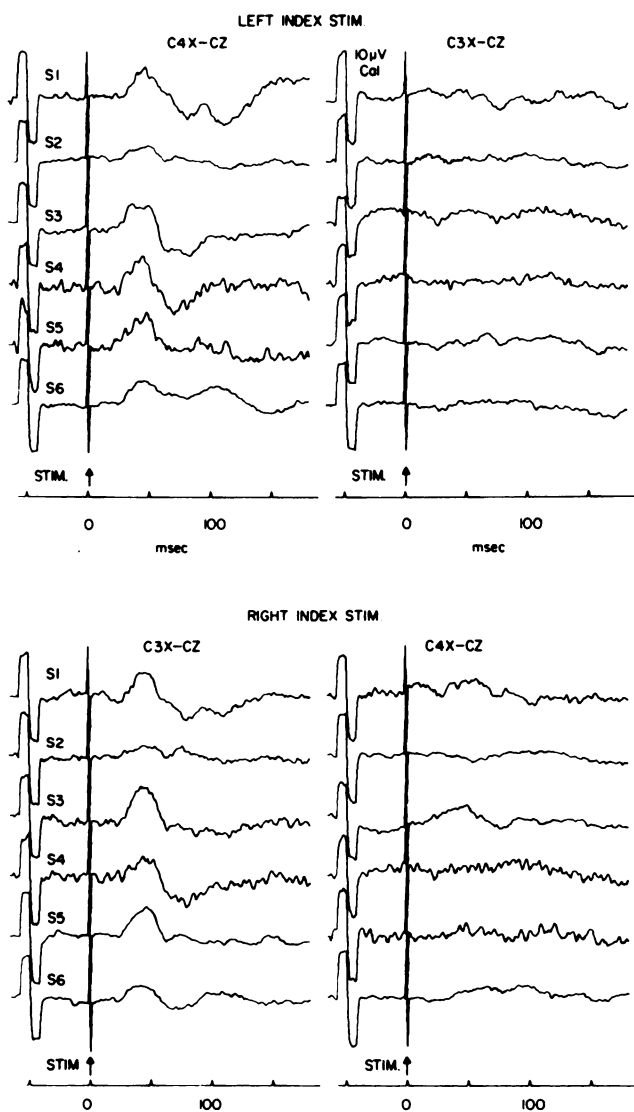 LEFT INDEX STIM
C4X-CZ
C3X-CZ
10µV
Cal
S1
S2
S3
S4
S5
S6
STIM.
STIM.
0
100
0
100
msec
msec
RIGHT INDEX STIM
C3X-CZ
C4X-CZ
S1
S2
S3
S4
S5
S6
STIM
STIM.
0
100
0
100